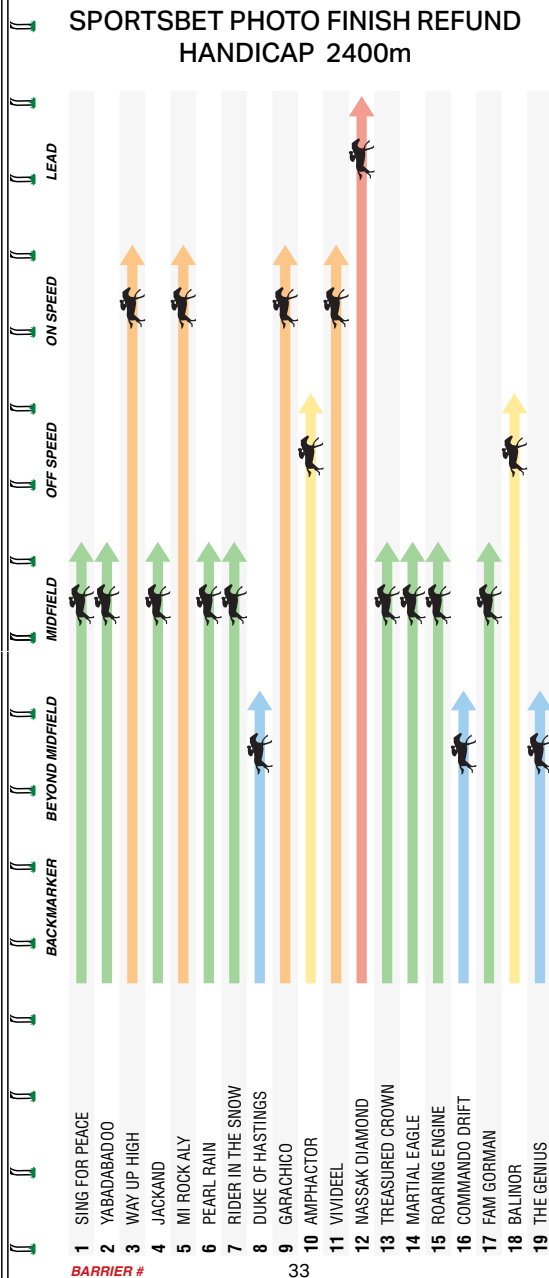 SPORTSBET PHOTO FINISH REFUND
HANDICAP 2400m
LEAD
ON SPEED
OFF SPEED
MIDFIELD
BEYOND MIDFIELD
BACKMARKER
1 SING FOR PEACE
2 YABADABADOO
3 WAY UP HIGH
4 JACKAND
5 MI ROCK ALY
6 PEARL RAIN
7 RIDER IN THE SNOW
8 DUKE OF HASTINGS
9 GARACHICO
10 AMPHACTOR
11 VIVIDEEL
12 NASSAK DIAMOND
13 TREASURED CROWN
14 MARTIAL EAGLE
15 ROARING ENGINE
16 COMMANDO DRIFT
17 FAM GORMAN
18 BALINOR
19 THE GENIUS
BARRIER #
33